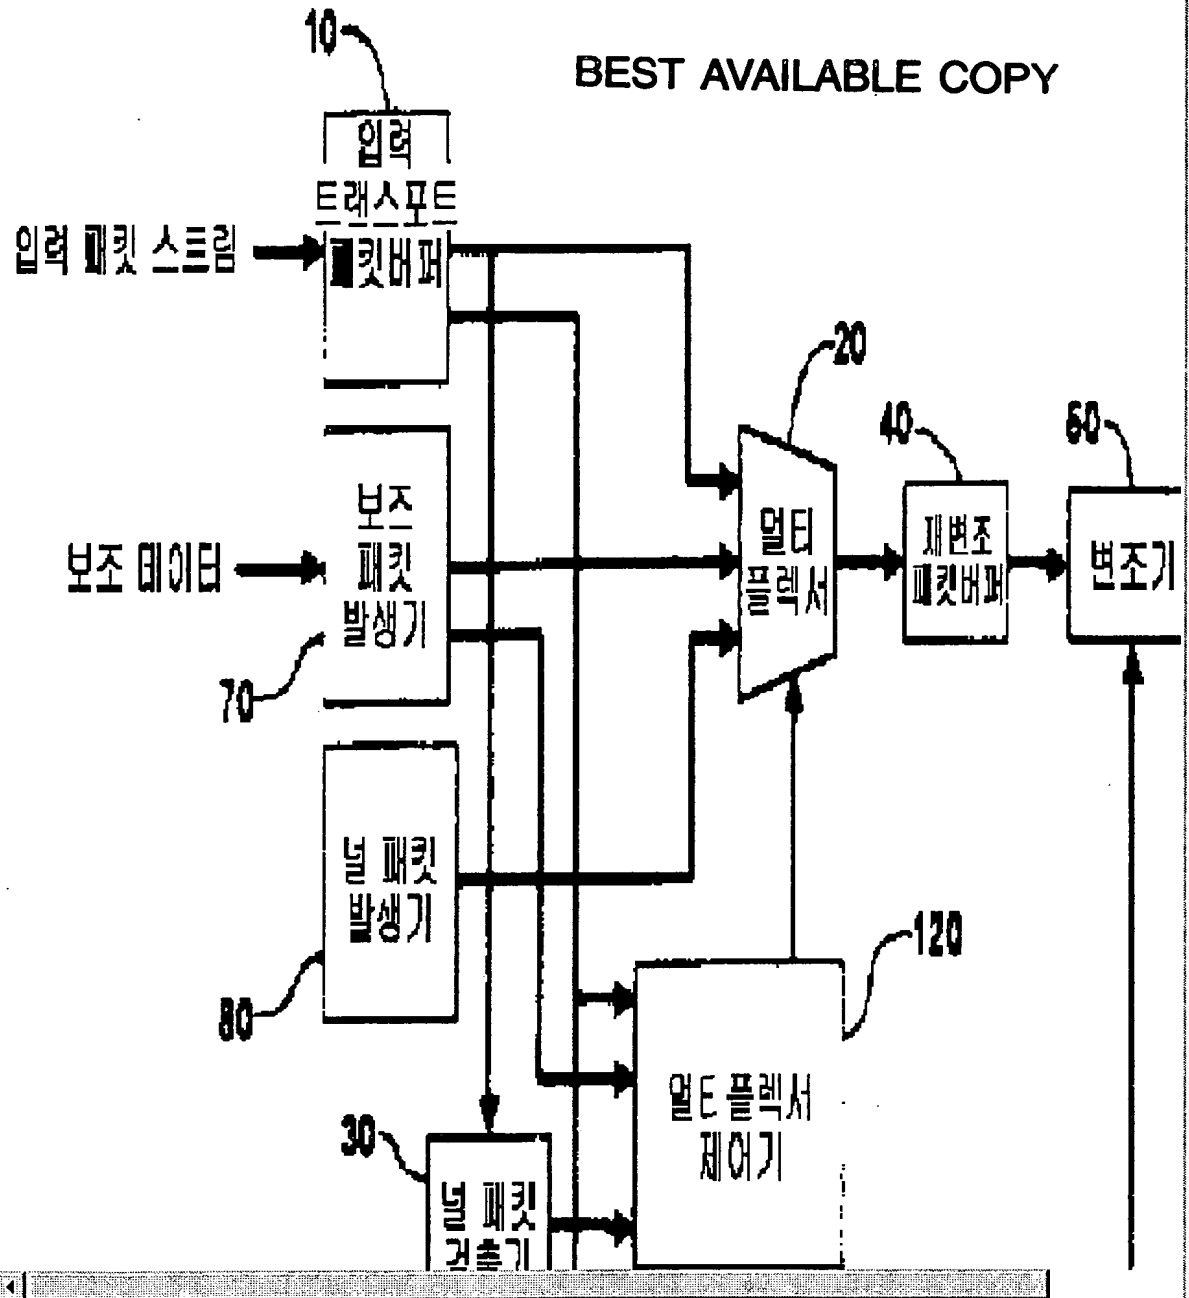 10
BEST AVAILABLE COPY
입력
트랜스포트
패킷버퍼
입력 패킷 스트림
20
40
60
보조
패킷
발생기
보조 데이터
70
멀티
플렉서
재변조
패킷버퍼
변조기
널 패킷
발생기
80
120
멀티플렉서
제어기
30
널 패킷
검출기